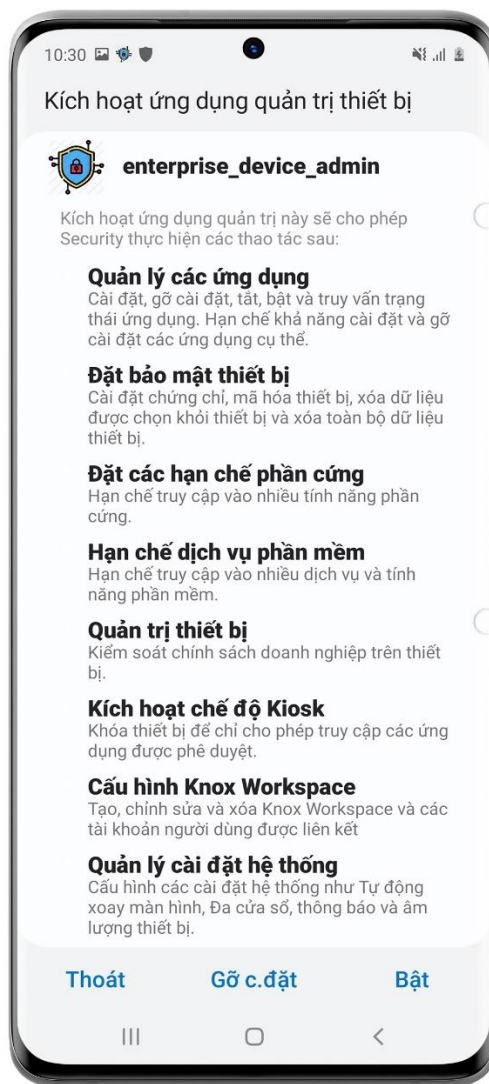 10:30
Kích hoạt ứng dụng quản trị thiết bị
enterprise_device_admin
Kích hoạt ứng dụng quản trị này sẽ cho phép
Security thực hiện các thao tác sau:
Quản lý các ứng dụng
Cài đặt, gỡ cài đặt, tắt, bật và truy vấn trạng
thái ứng dụng. Hạn chế khả năng cài đặt và gỡ
cài đặt các ứng dụng cụ thể.
Đặt bảo mật thiết bị
Cài đặt chứng chỉ, mã hóa thiết bị, xóa dữ liệu
được chọn khỏi thiết bị và xóa toàn bộ dữ liệu
thiết bị.
Đặt các hạn chế phần cứng
Hạn chế truy cập vào nhiều tính năng phần
cứng.
Hạn chế dịch vụ phần mềm
Hạn chế truy cập vào nhiều dịch vụ và tính
năng phần mềm.
Quản trị thiết bị
Kiểm soát chính sách doanh nghiệp trên thiết
bị.
Kích hoạt chế độ Kiosk
Khóa thiết bị để chỉ cho phép truy cập các ứng
dụng được phê duyệt.
Cấu hình Knox Workspace
Tạo, chỉnh sửa và xóa Knox Workspace và các
tài khoản người dùng được liên kết
Quản lý cài đặt hệ thống
Cấu hình các cài đặt hệ thống như Tự động
xoay màn hình, Đa cửa sổ, thông báo và âm
lượng thiết bị.
Thoát Gỡ c.đặt Bật